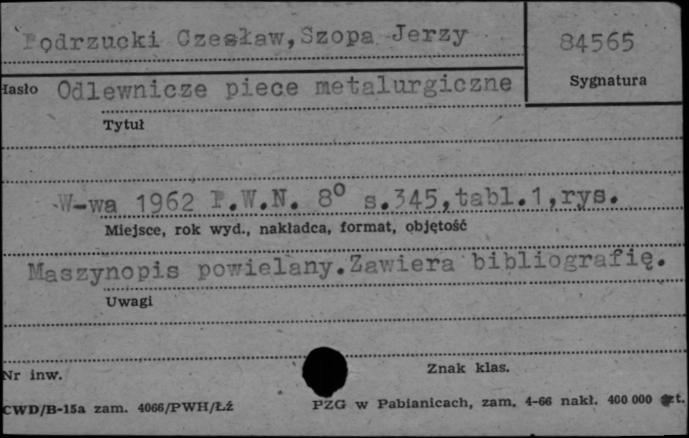 Podrzucki Czesław, Szopa Jerzy
84565
Hasło Odlewnicze piece metalurgiczne
Sygnatura
Tytuł
W-wa 1962 P.W.N. 8° s.345, tabl.1, rys.
Miejsce, rok wyd., nakładca, format, objętość
Maszynopis powielany. Zawiera bibliografię.
Uwagi
Nr inw.
Znak klas.
CWD/B-15a zam. 4066/PWH/Łź
PZG w Pabianicach, zam. 4-66 nakł. 400 000 szt.